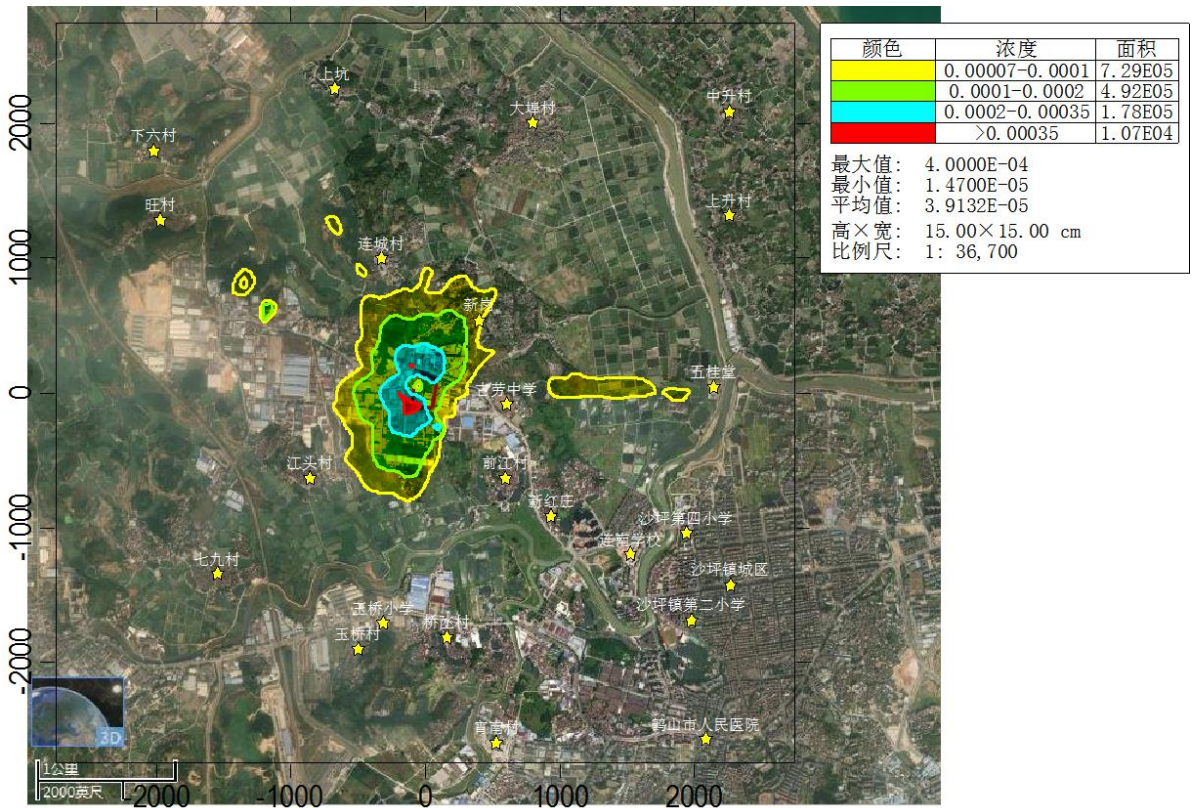 颜色 浓度 面积
0.00007-0.0001 7.29E05
0.0001-0.0002 4.92E05
0.0002-0.00035 1.78E05
>0.00035 1.07E04
最大值: 4.0000E-04
最小值: 1.4700E-05
平均值: 3.9132E-05
高×宽: 15.00×15.00 cm
比例尺: 1: 36,700
上坑
大埠村
中升村
2000
下六村
旺村
上升村
1000
连城村
新岗
0
五桂堂
江头村
前江村
-1000
沙坪第四小学
七九村
沙坪镇城区
玉桥小学
沙坪镇第二小学
玉桥村
-2000
3D
鹤山市人民医院
1公里
2000英尺
-2000 -1000 0 1000 2000